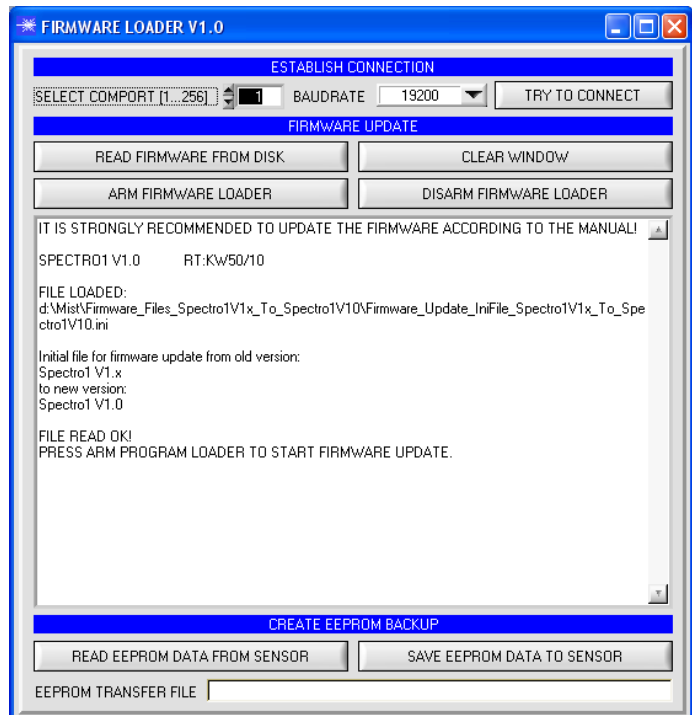 FIRMWARE LOADER V1.0
ESTABLISH CONNECTION
SELECT COMPORT [1...256] 1 BAUDRATE 19200 TRY TO CONNECT
FIRMWARE UPDATE
READ FIRMWARE FROM DISK CLEAR WINDOW
ARM FIRMWARE LOADER DISARM FIRMWARE LOADER
IT IS STRONGLY RECOMMENDED TO UPDATE THE FIRMWARE ACCORDING TO THE MANUAL!
SPECTRO1 V1.0 RT:KW50/10
FILE LOADED:
d:\Mist\Firmware_Files_Spectro1V1x_To_Spectro1V10\Firmware_Update_IniFile_Spectro1V1x_To_Spe
ctro1V10.ini
Initial file for firmware update from old version:
Spectro1 V1.x
to new version:
Spectro1 V1.0
FILE READ OK!
PRESS ARM PROGRAM LOADER TO START FIRMWARE UPDATE.
CREATE EEPROM BACKUP
READ EEPROM DATA FROM SENSOR SAVE EEPROM DATA TO SENSOR
EEPROM TRANSFER FILE